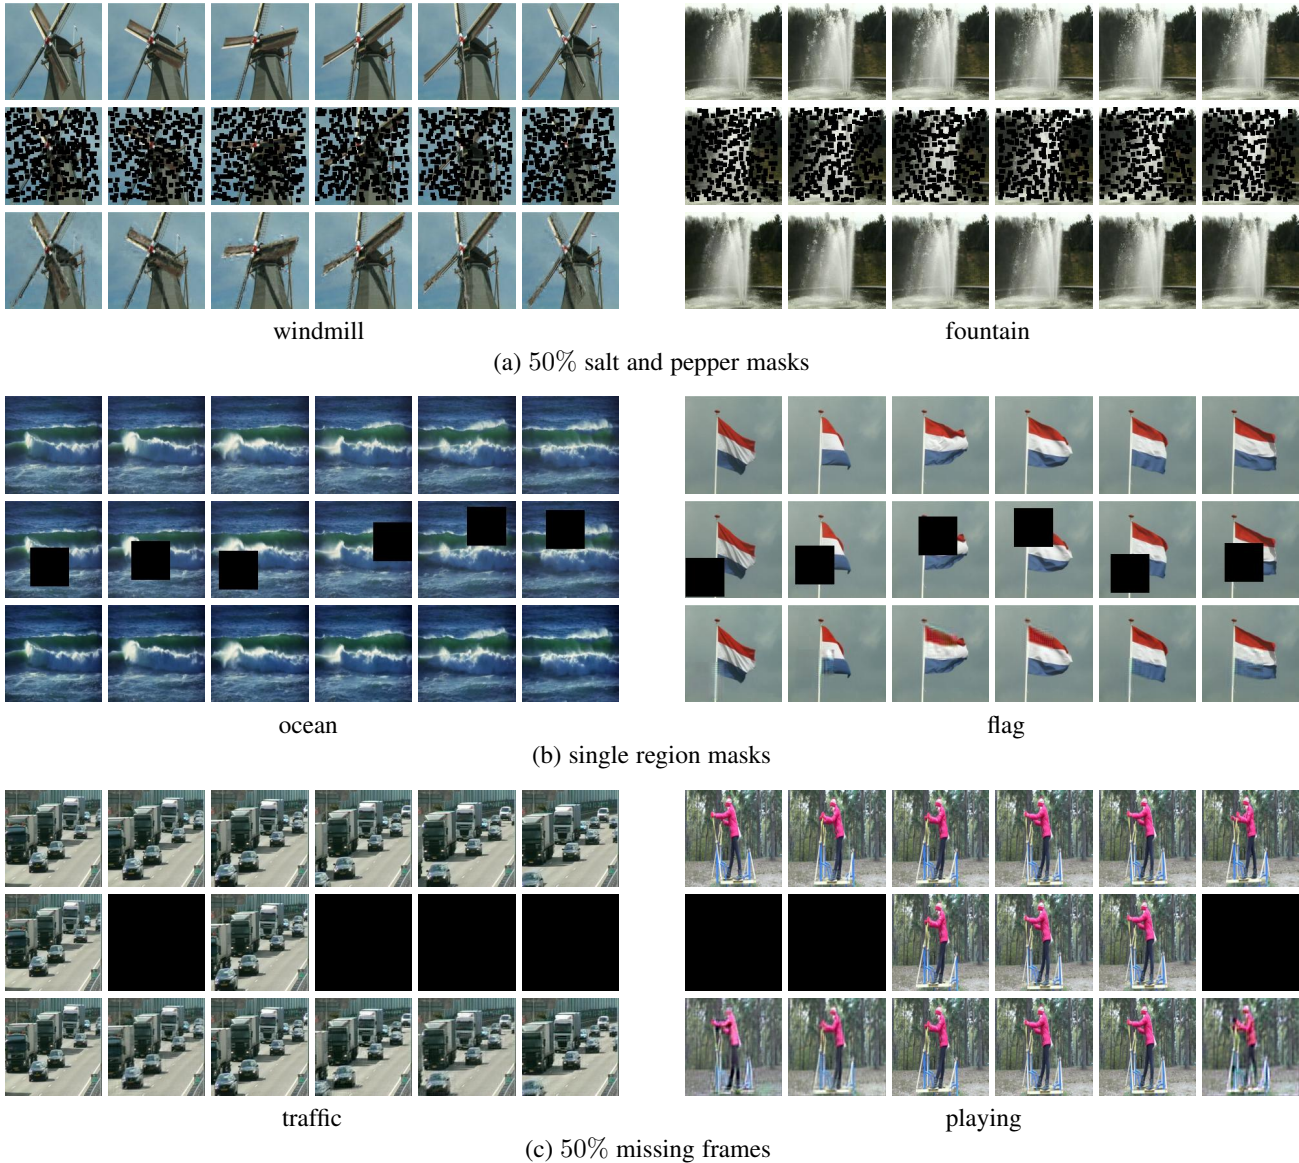 windmill
fountain
(a) 50% salt and pepper masks
ocean
flag
(b) single region masks
traffic
playing
(c) 50% missing frames